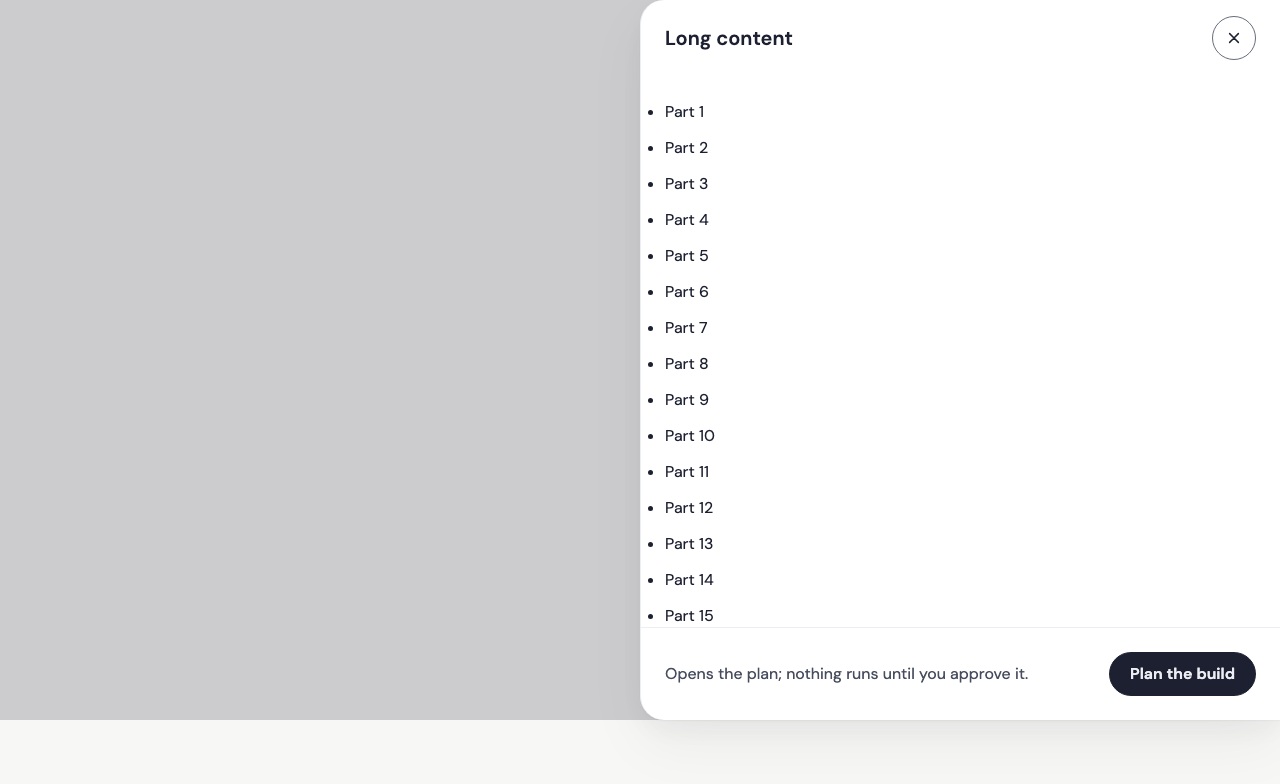 Long content
Part 1
Part 2
Part 3
Part 4
Part 5
Part 6
Part 7
Part 8
Part 9
Part 10
Part 11
Part 12
Part 13
Part 14
Part 15
Opens the plan; nothing runs until you approve it.
Plan the build